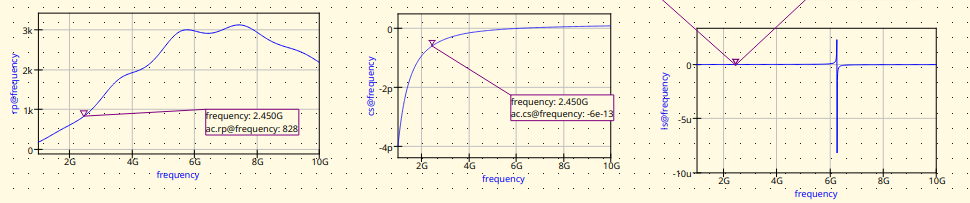 3k
2k
1k
0
rp@frequency
frequency: 2.450G
ac.rp@frequency: 828
2G 4G 6G 8G 10G
frequency
0
-2p
-4p
cs@frequency
frequency: 2.450G
ac.cs@frequency: -6e-13
2G 4G 6G 8G 10G
frequency
0
-5u
-10u
ls@frequency
2G 4G 6G 8G 10G
frequency